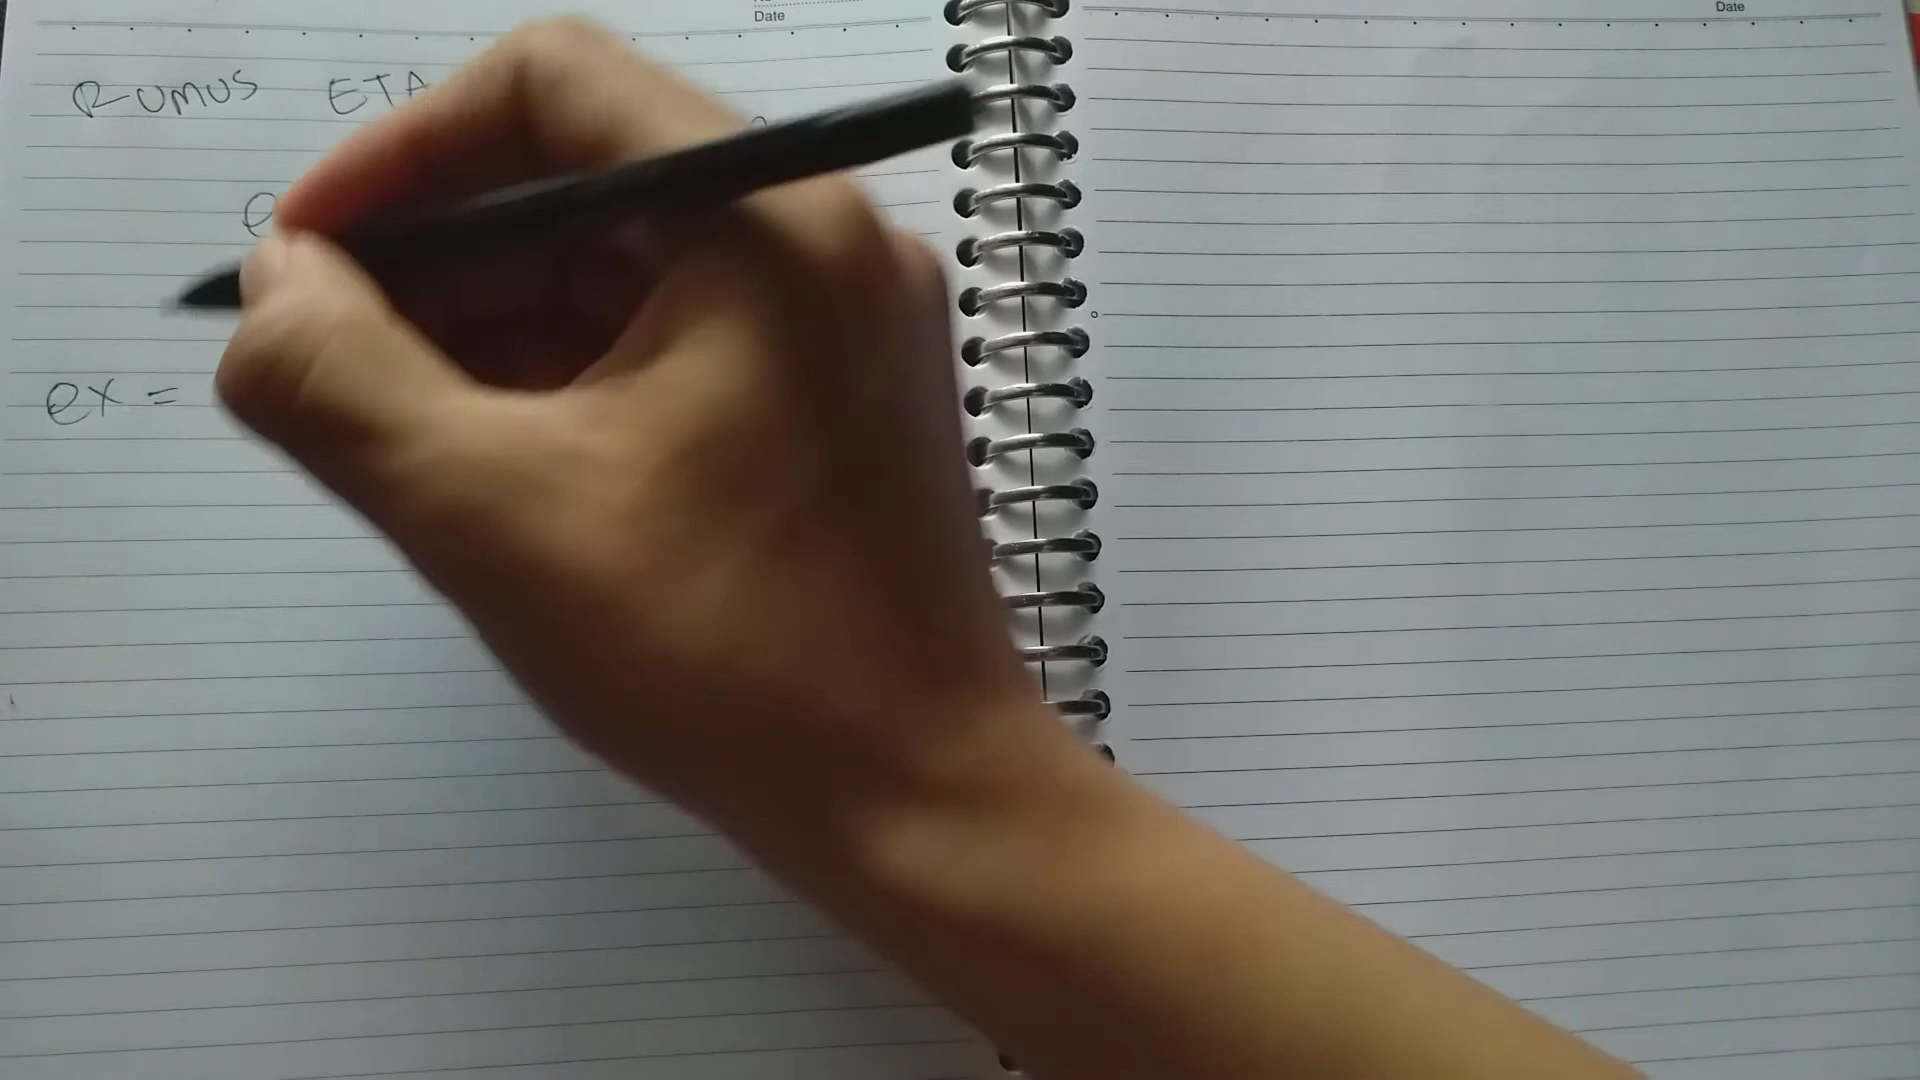 Date
Date
RUMUS ETA
e
ex =